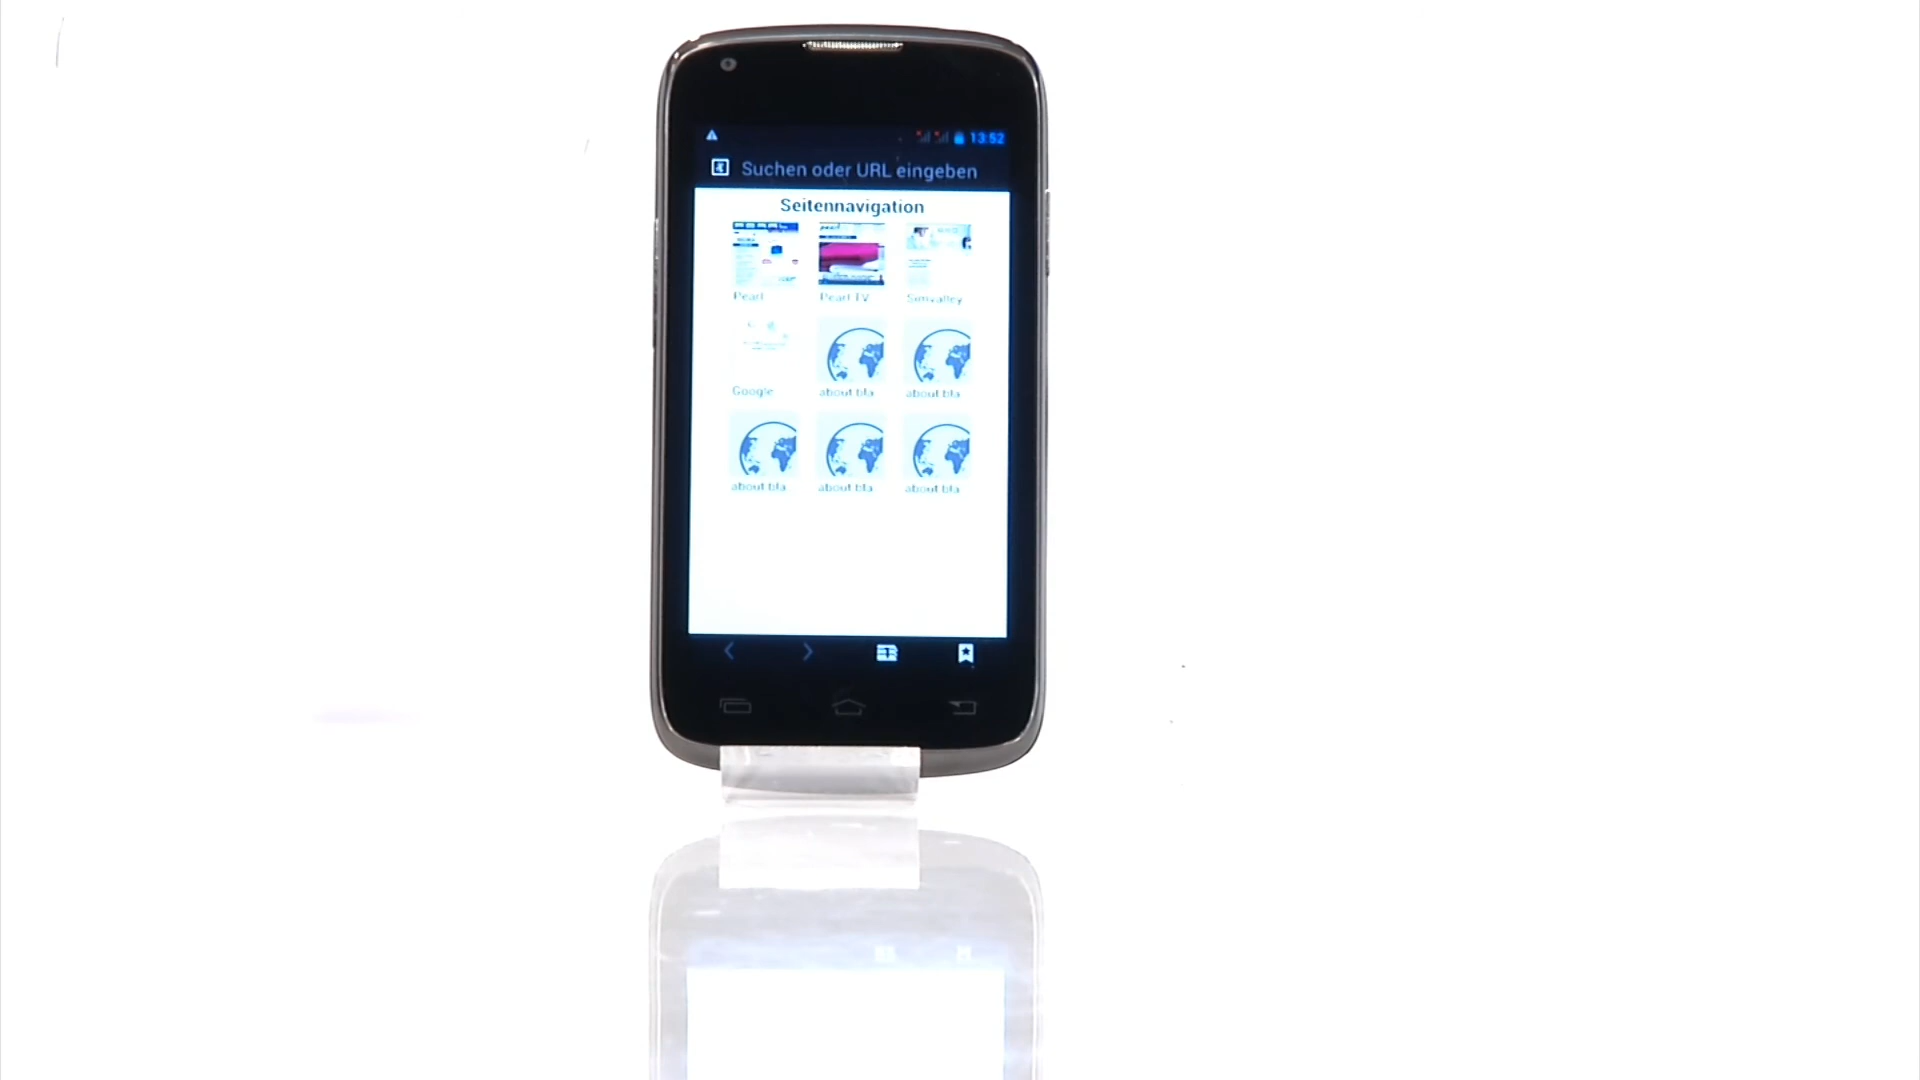 13:52
Suchen oder URL eingeben
Seitennavigation
Pearl Pearl TV Simvalley
Google about:bla about:bla
about:bla about:bla about:bla